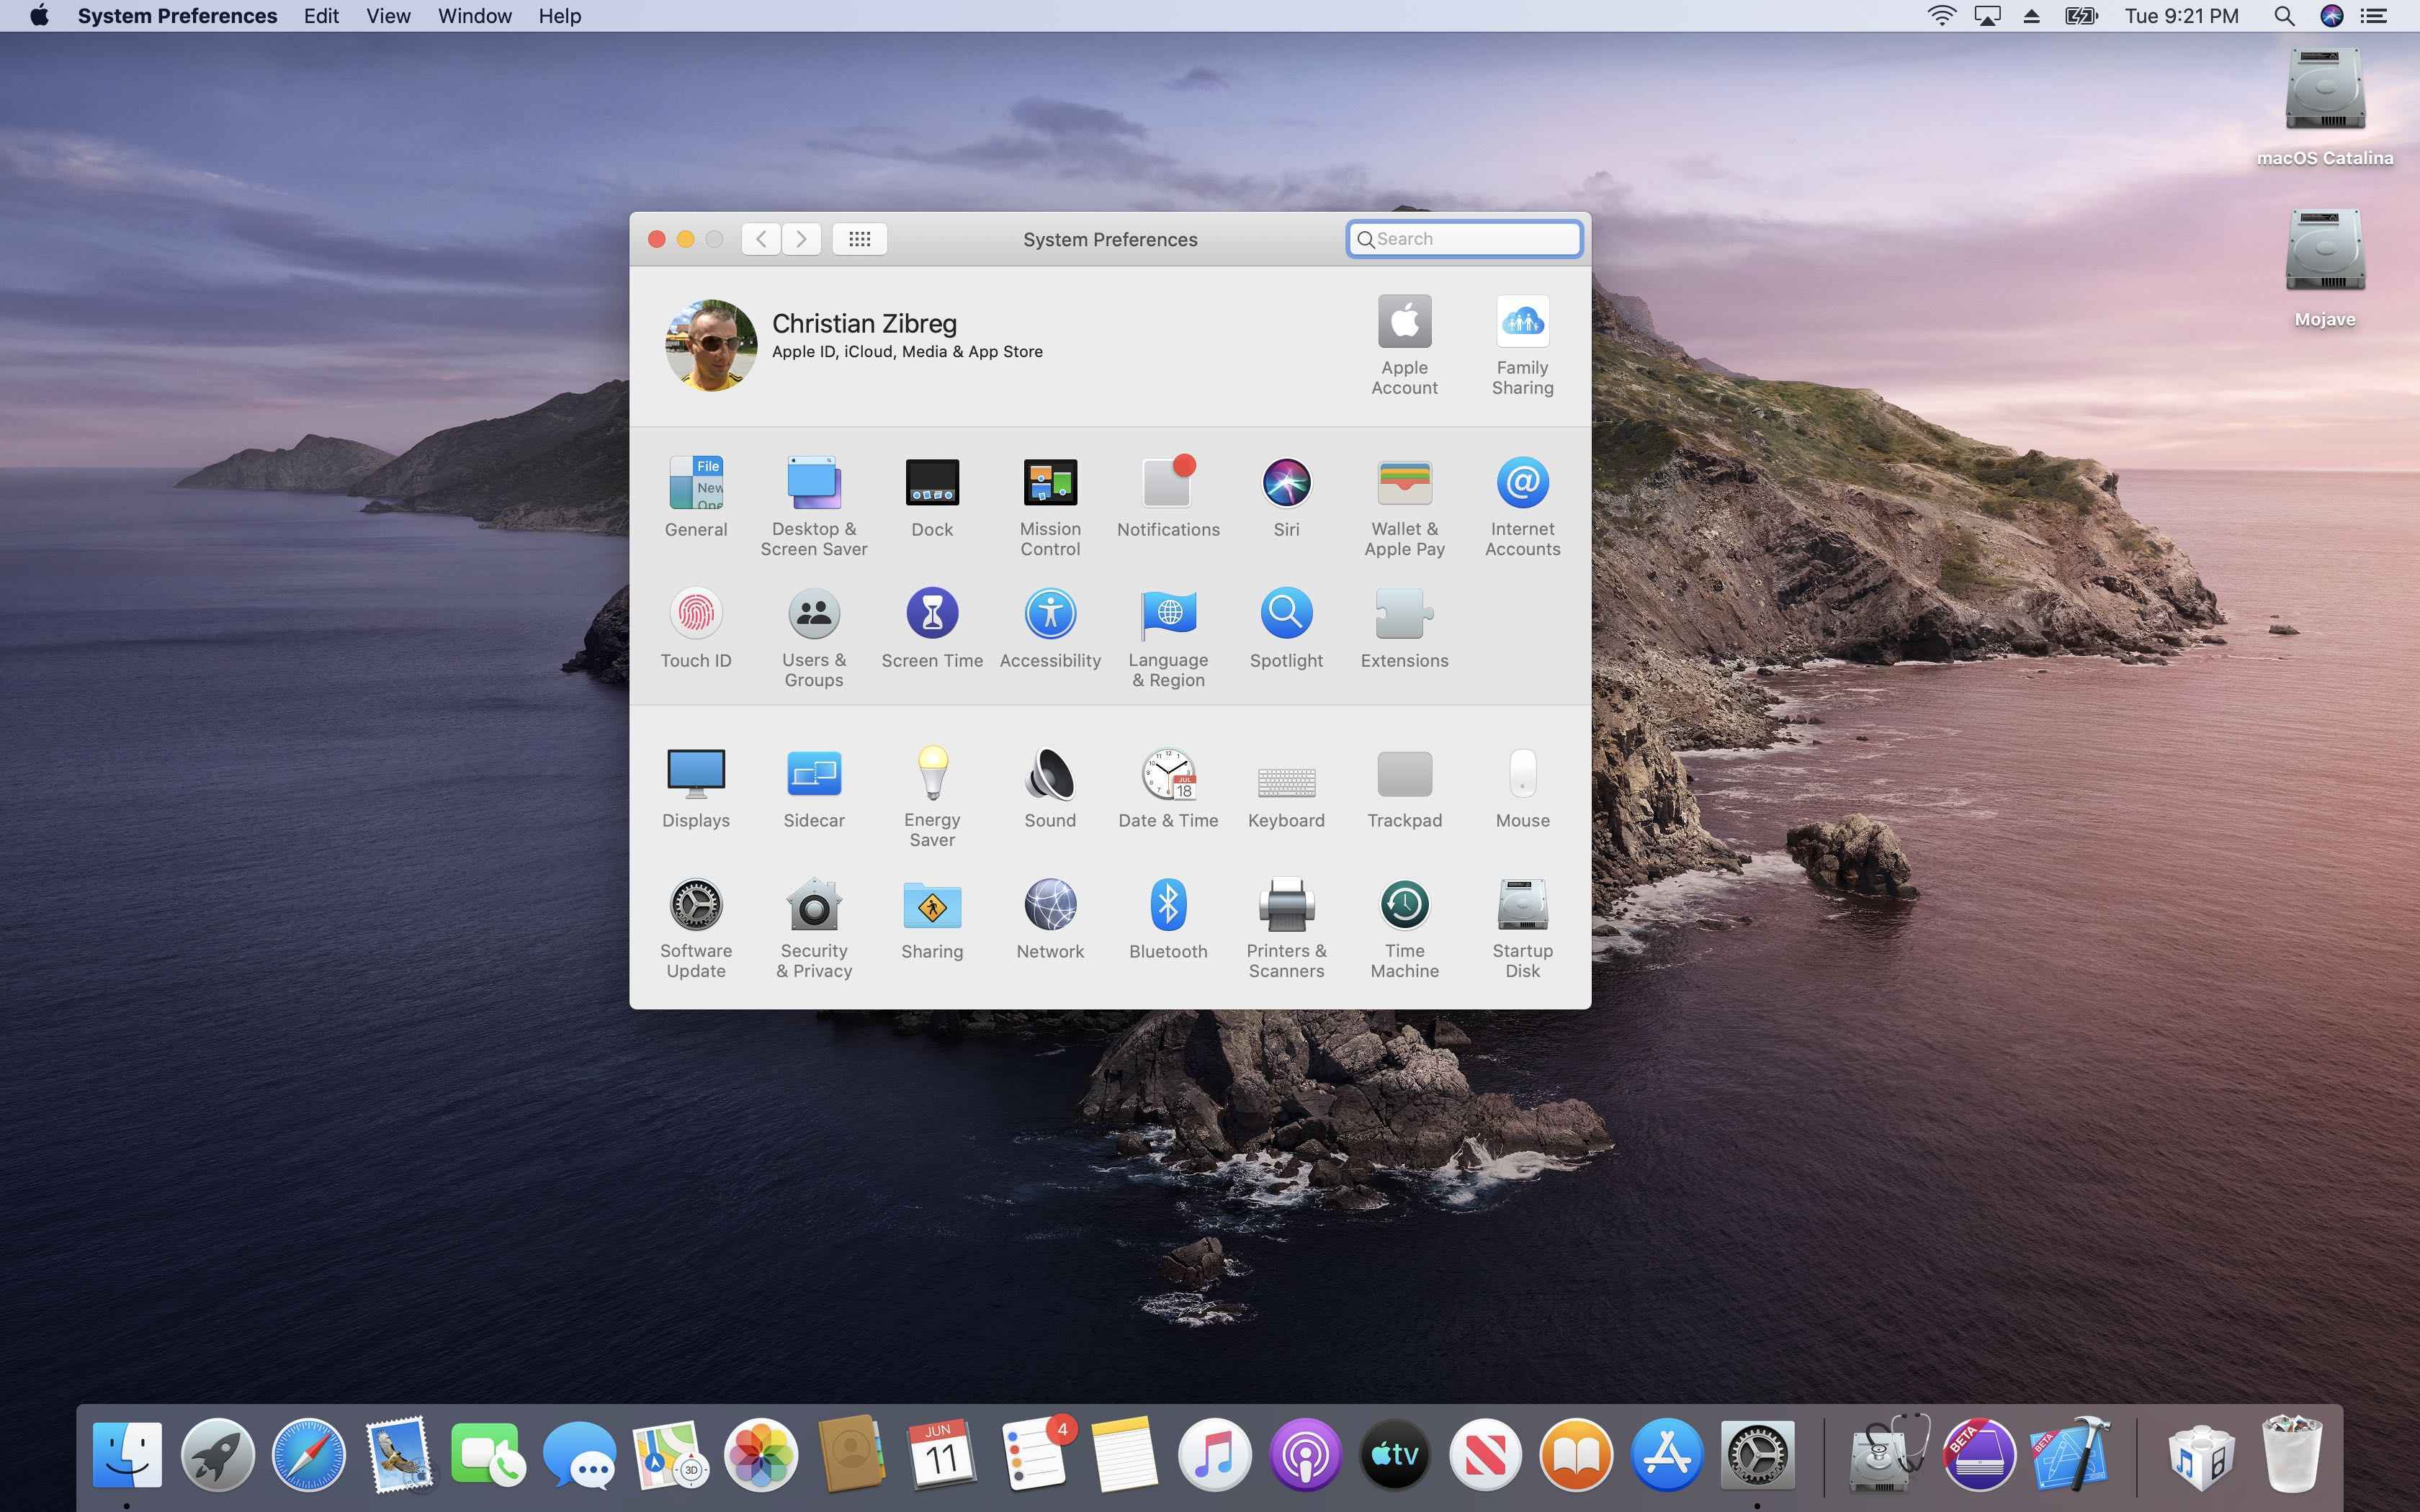 System Preferences Edit View Window Help Tue 9:21 PM
macOS Catalina
Mojave
System Preferences
Search
Christian Zibreg
Apple ID, iCloud, Media & App Store
Apple Account
Family Sharing
File
New
Ope
General
Desktop & Screen Saver
Dock
Mission Control
Notifications
Siri
Wallet & Apple Pay
@
Internet Accounts
Touch ID
Users & Groups
Screen Time
Accessibility
Language & Region
Spotlight
Extensions
JUL
18
Displays
Sidecar
Energy Saver
Sound
Date & Time
Keyboard
Trackpad
Mouse
Software Update
Security & Privacy
Sharing
Network
Bluetooth
Printers & Scanners
Time Machine
Startup Disk
3D
JUN
11
4
tv
BETA
BETA